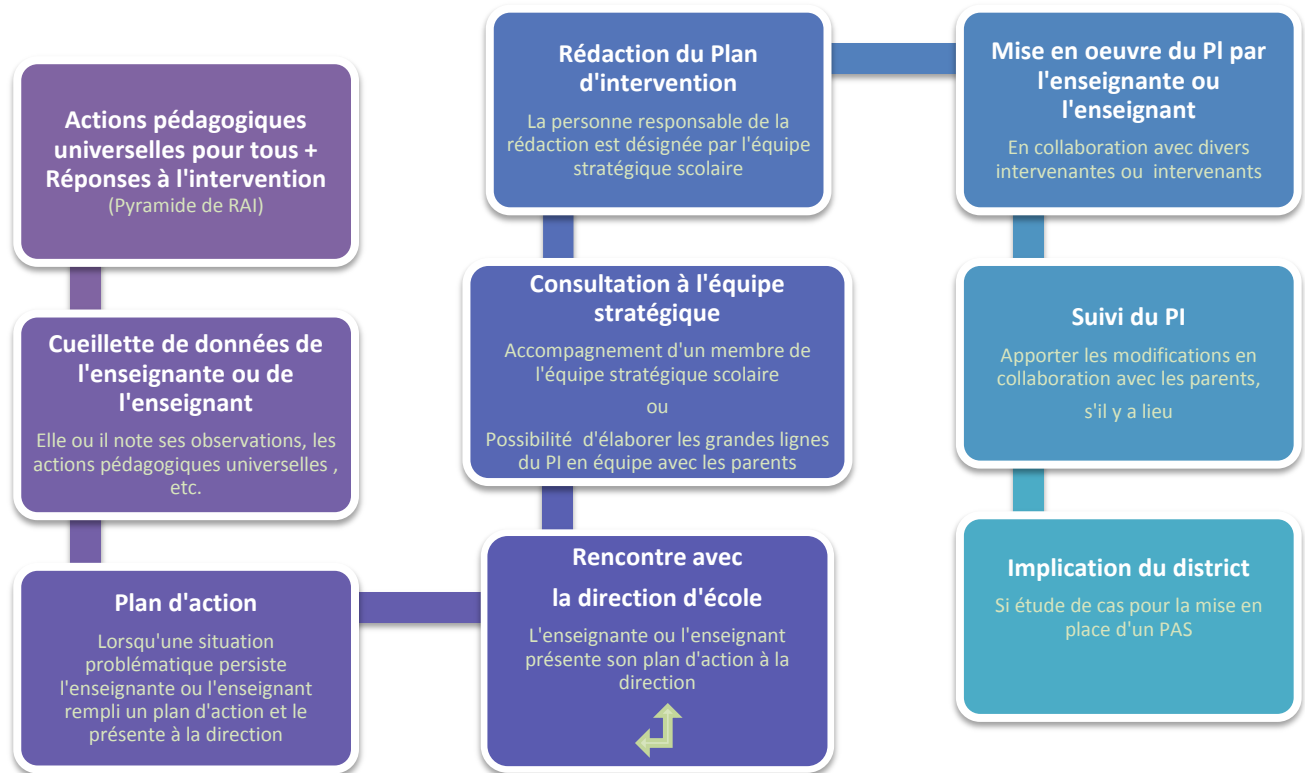 Actions pédagogiques
universelles pour tous +
Réponses à l'intervention
(Pyramide de RAI)
Cueillette de données de
l'enseignante ou de
l'enseignant
Elle ou il note ses observations, les
actions pédagogiques universelles ,
etc.
Plan d'action
Lorsqu'une situation
problématique persiste
l'enseignante ou l'enseignant
rempli un plan d'action et le
présente à la direction
Rencontre avec
la direction d'école
L'enseignante ou l'enseignant
présente son plan d'action à la
direction
Consultation à l'équipe
stratégique
Accompagnement d'un membre de
l'équipe stratégique scolaire
ou
Possibilité d'élaborer les grandes lignes
du PI en équipe avec les parents
Rédaction du Plan
d'intervention
La personne responsable de la
rédaction est désignée par l'équipe
stratégique scolaire
Mise en oeuvre du Pl par
l'enseignante ou
l'enseignant
En collaboration avec divers
intervenantes ou intervenants
Suivi du PI
Apporter les modifications en
collaboration avec les parents,
s'il y a lieu
Implication du district
Si étude de cas pour la mise en
place d'un PAS